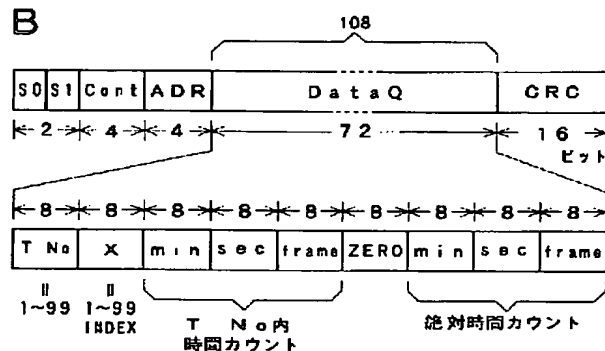 B
108
S0 S1 Cont ADR DataQ CRC
2 4 4 72 16
ビット
8 8 8 8 8 8 8 8 8
T No X min sec frame ZERO min sec frame
॥ ॥
1~99 1~99
INDEX
T No内
時間カウント
絶対時間カウント